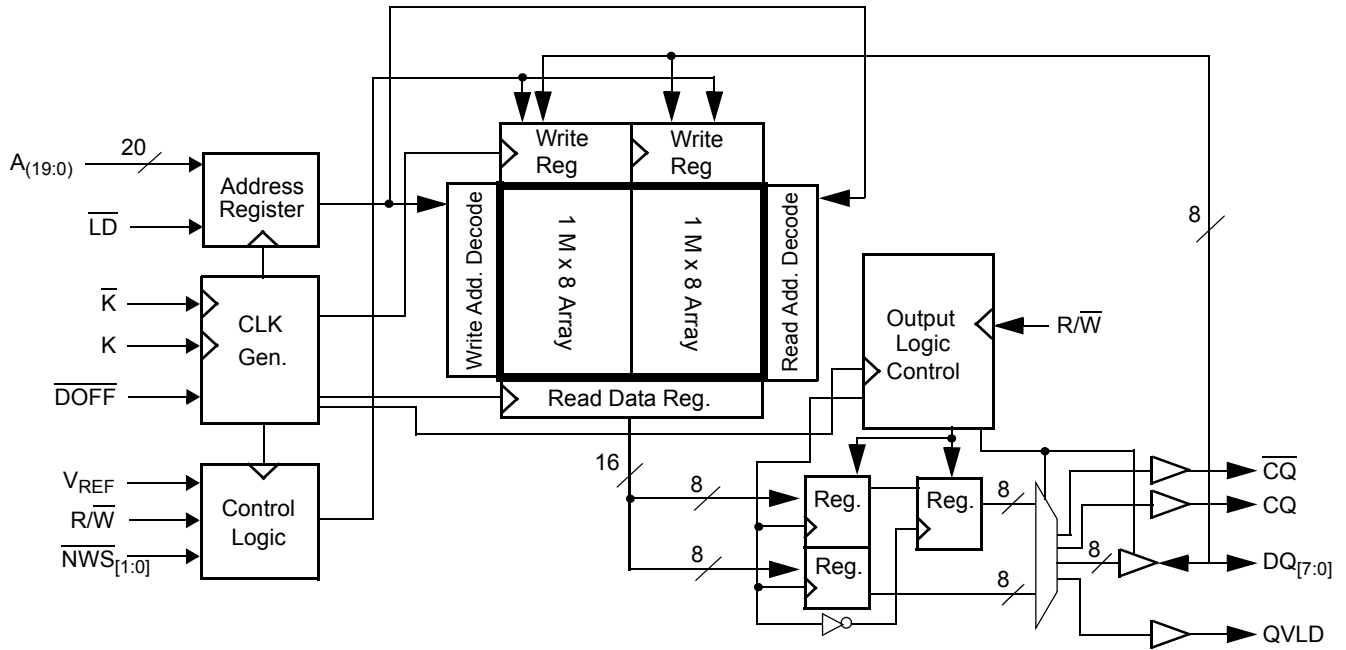 A(19:0)
20
LD
Address
Register
K
K
DOFF
CLK
Gen.
VREF
R/W
NWS[1:0]
Control
Logic
Write
Reg
Write
Reg
Write Add. Decode
1 M x 8 Array
1 M x 8 Array
Read Add. Decode
Read Data Reg.
16
8
8
Output
Logic
Control
R/W
8
Reg.
Reg.
Reg.
8
8
8
CQ
CQ
DQ[7:0]
QVLD